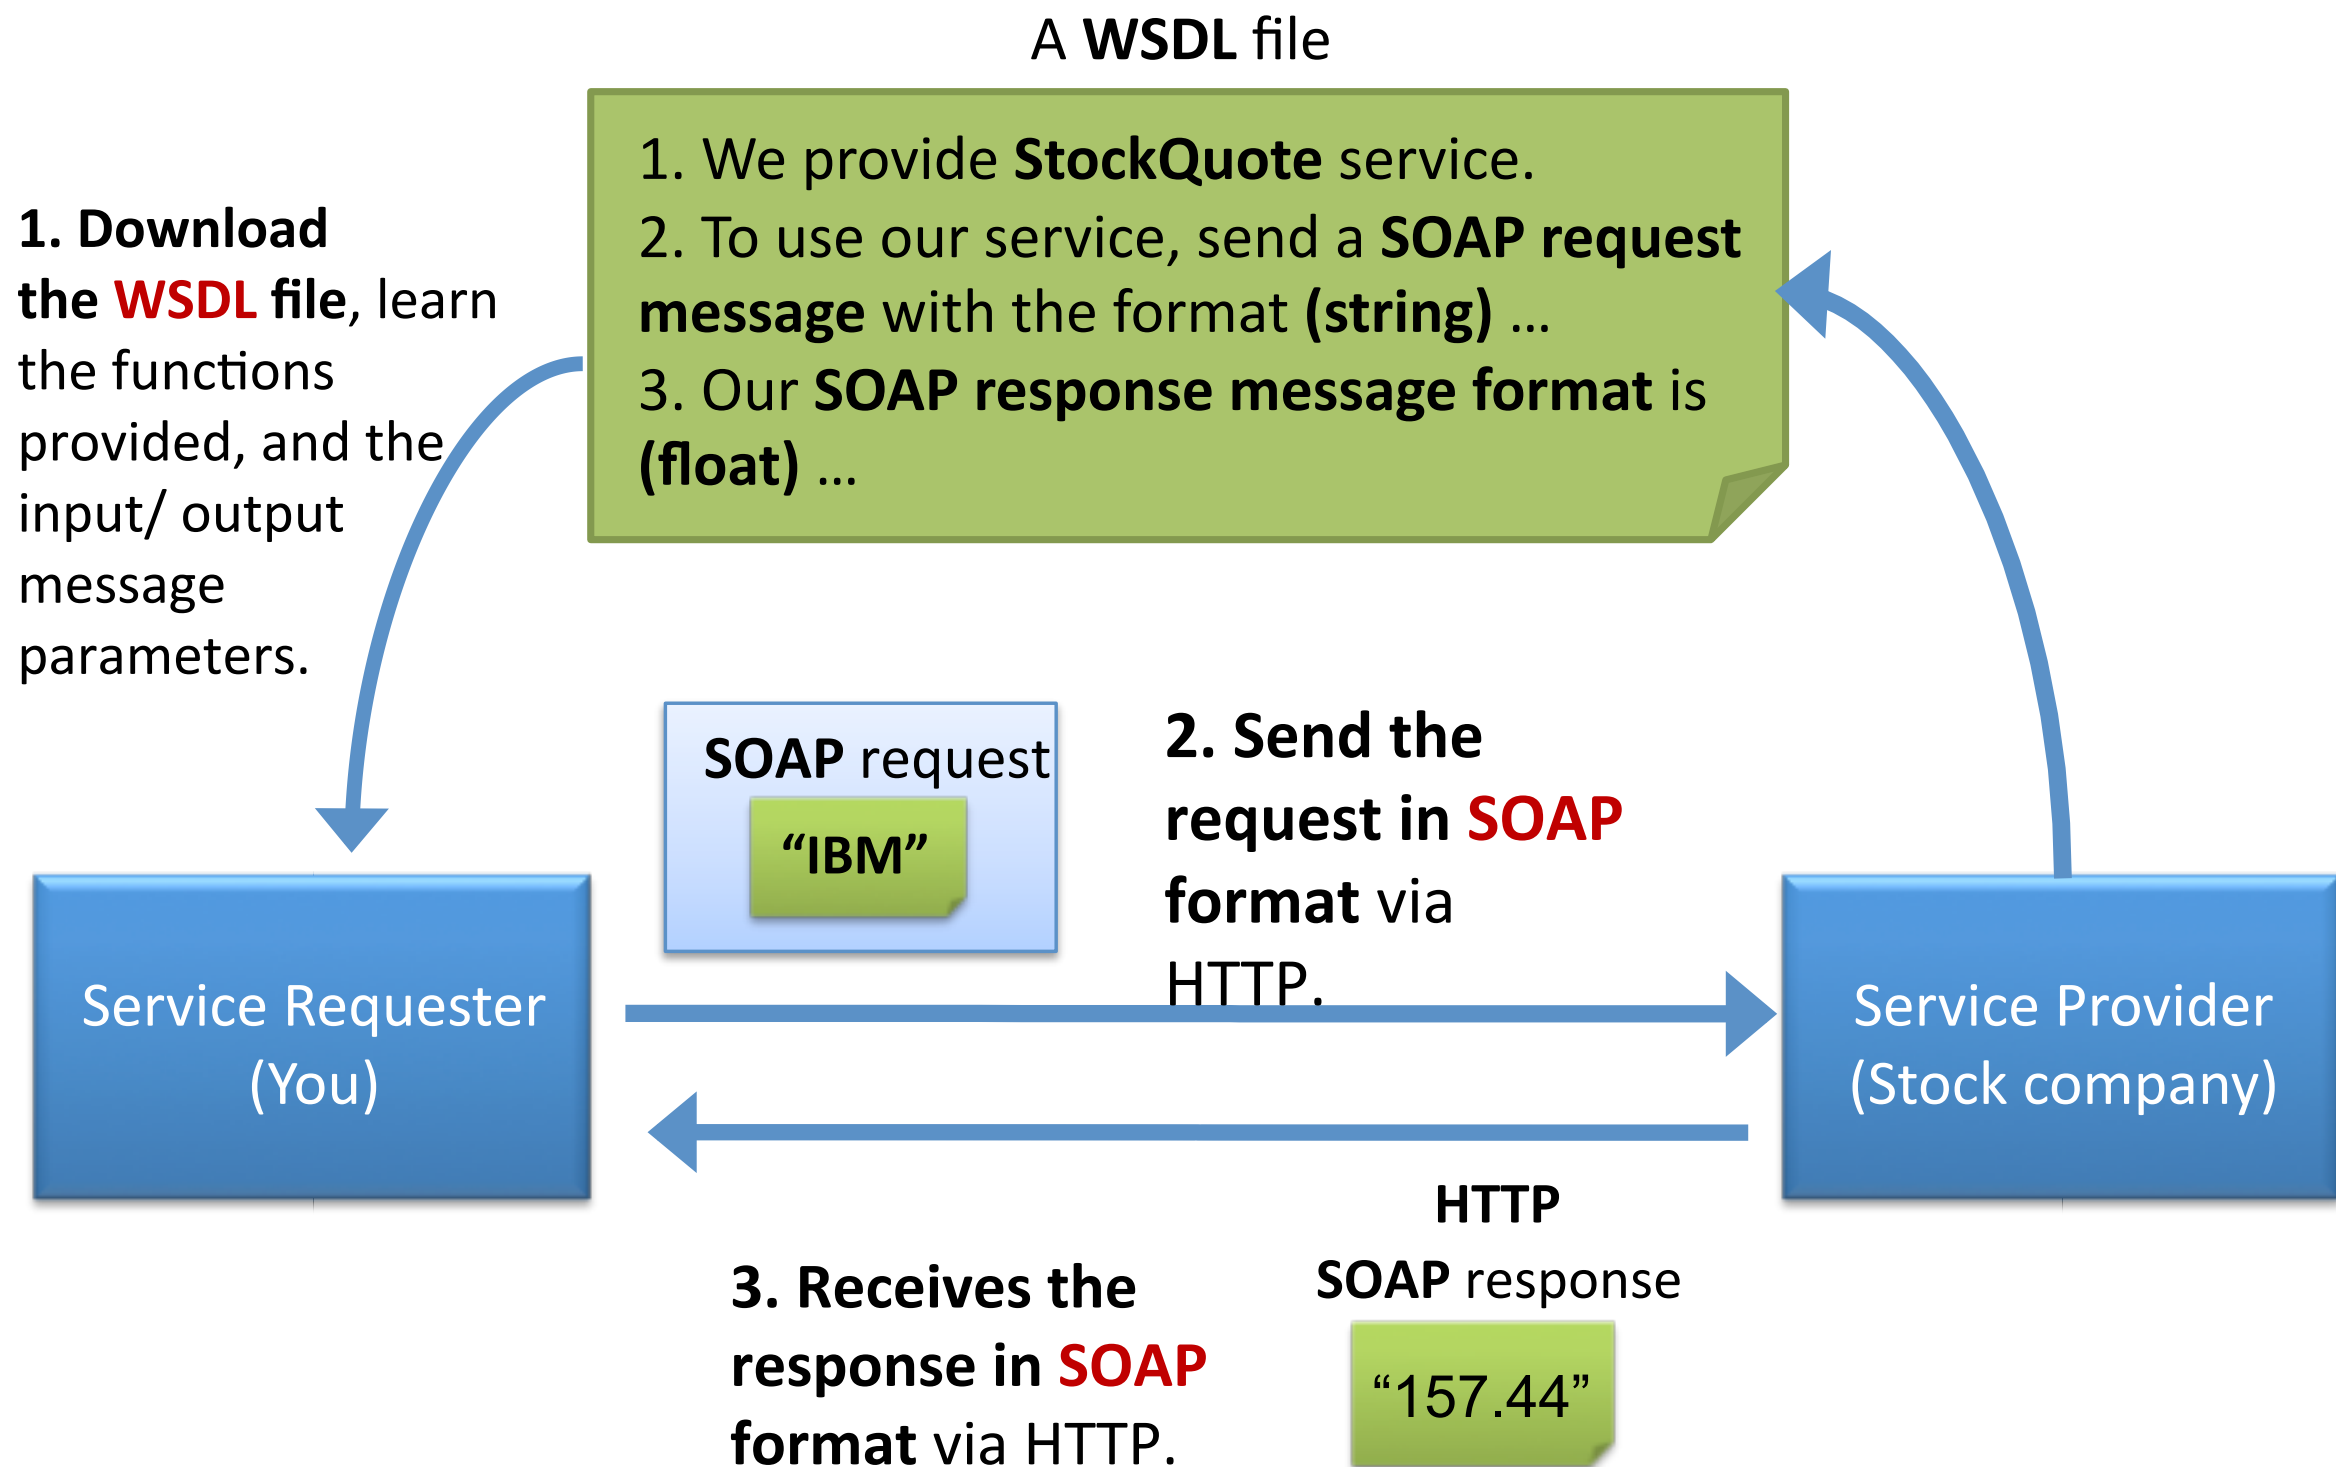 A WSDL file
1. We provide StockQuote service.
2. To use our service, send a SOAP request
message with the format (string) ...
3. Our SOAP response message format is
(float) ...
1. Download
the WSDL file, learn
the functions
provided, and the
input/ output
message
parameters.
SOAP request
“IBM”
2. Send the
request in SOAP
format via
HTTP.
Service Requester
(You)
Service Provider
(Stock company)
HTTP
SOAP response
“157.44”
3. Receives the
response in SOAP
format via HTTP.